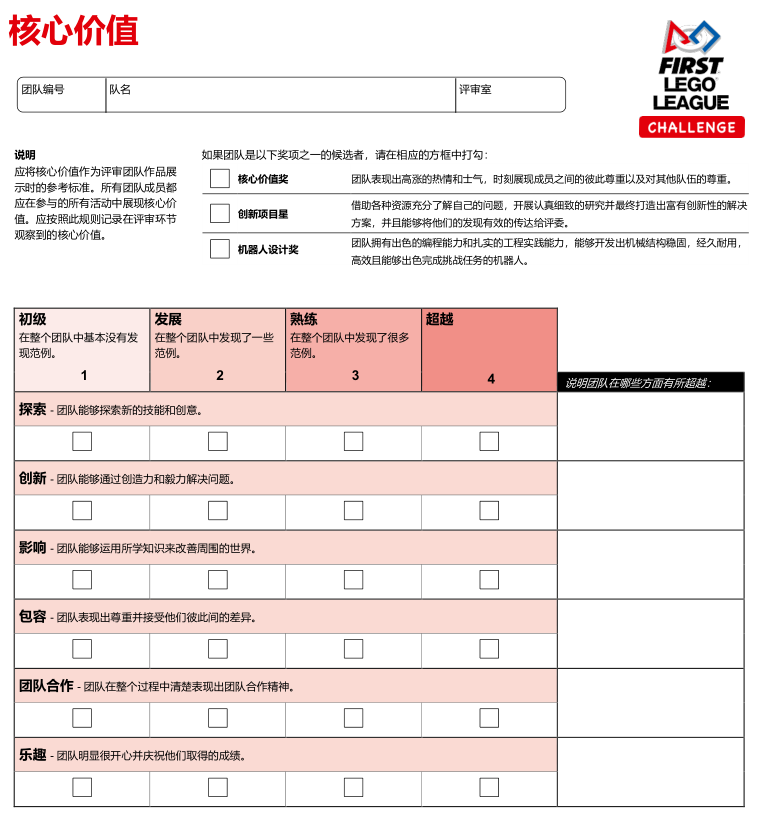 核心价值
FIRST
LEGO
LEAGUE
CHALLENGE
团队编号 队名 评审室
说明
应将核心价值作为评审团队作品展
示时的参考标准。所有团队成员都
应在参与的所有活动中展现核心价
值。应按照此规则记录在评审环节
观察到的核心价值。
如果团队是以下奖项之一的候选者，请在相应的方框中打勾：
核心价值奖 团队表现出高涨的热情和士气，时刻展现成员之间的彼此尊重以及对其他队伍的尊重。
创新项目星 借助各种资源充分了解自己的问题，开展认真细致的研究并最终打造出富有创新性的解决
方案，并且能够将他们的发现有效的传达给评委。
机器人设计奖 团队拥有出色的编程能力和扎实的工程实践能力，能够开发出机械结构稳固，经久耐用，
高效且能够出色完成挑战任务的机器人。
初级 发展 熟练 超越
在整个团队中基本没有发 在整个团队中发现了一些 在整个团队中发现了很多
现范例。 范例。 范例。
1 2 3 4
说明团队在哪些方面有所超越：
探索 - 团队能够探索新的技能和创意。
创新 - 团队能够通过创造力和毅力解决问题。
影响 - 团队能够运用所学知识来改善周围的世界。
包容 - 团队表现出尊重并接受他们彼此间的差异。
团队合作 - 团队在整个过程中清楚表现出团队合作精神。
乐趣 - 团队明显很开心并庆祝他们取得的成绩。